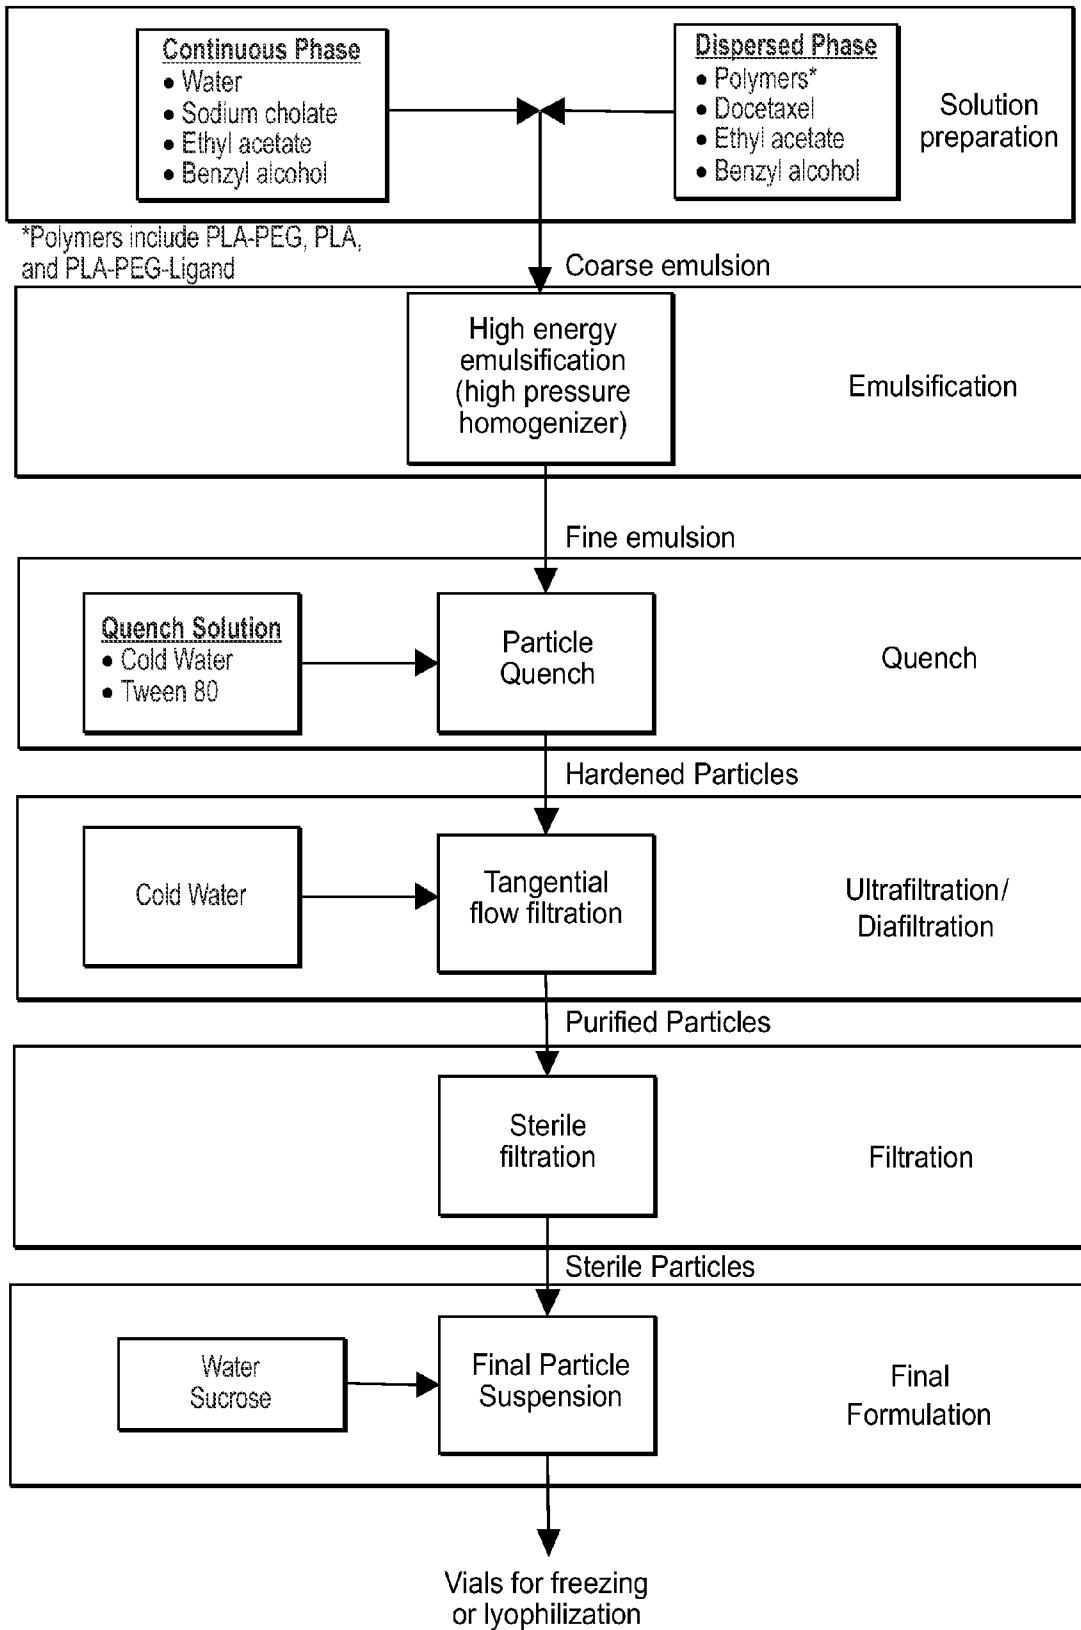 Continuous Phase
• Water
• Sodium cholate
• Ethyl acetate
• Benzyl alcohol
Dispersed Phase
• Polymers*
• Docetaxel
• Ethyl acetate
• Benzyl alcohol
Solution
preparation
*Polymers include PLA-PEG, PLA,
and PLA-PEG-Ligand
Coarse emulsion
High energy
emulsification
(high pressure
homogenizer)
Emulsification
Fine emulsion
Quench Solution
• Cold Water
• Tween 80
Particle
Quench
Quench
Hardened Particles
Cold Water
Tangential
flow filtration
Ultrafiltration/
Diafiltration
Purified Particles
Sterile
filtration
Filtration
Sterile Particles
Water
Sucrose
Final Particle
Suspension
Final
Formulation
Vials for freezing
or lyophilization